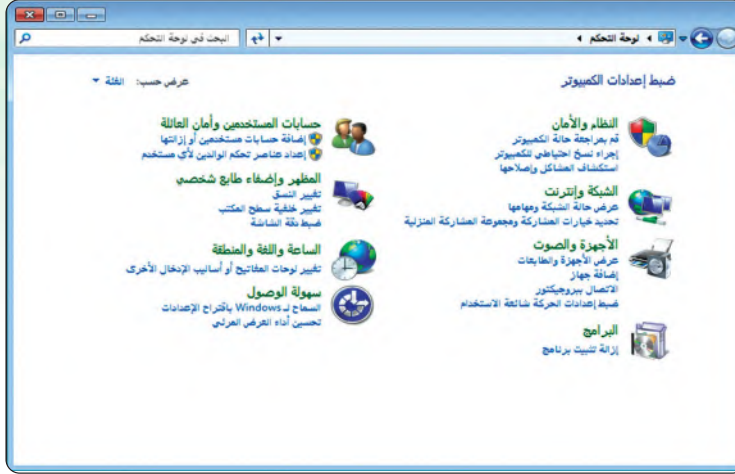 لوحة التحكم
البحث في لوحة التحكم
ضبط إعدادات الكمبيوتر
عرض حسب: الفئة
النظام والأمان
قم بمراجعة حالة الكمبيوتر
إجراء نسخ احتياطي للكمبيوتر
استكشاف المشاكل وإصلاحها
الشبكة وإنترنت
عرض حالة الشبكة ومهامها
تحديد خيارات المشاركة ومجموعة المشاركة المنزلية
الأجهزة والصوت
عرض الأجهزة والطابعات
إضافة جهاز
الاتصال ببروجيكتور
ضبط إعدادات الحركة شائعة الاستخدام
البرامج
إزالة تثبيت برنامج
حسابات المستخدمين وأمان العائلة
إضافة حسابات مستخدمين أو إزالتها
إعداد عناصر تحكم الوالدين لأي مستخدم
المظهر وإضفاء طابع شخصي
تغيير النسق
تغيير خلفية سطح المكتب
ضبط دقة الشاشة
الساعة واللغة والمنطقة
تغيير لوحات المفاتيح أو أساليب الإدخال الأخرى
سهولة الوصول
السماح لـ Windows باقتراح الإعدادات
تحسين أداء العرض المرئي